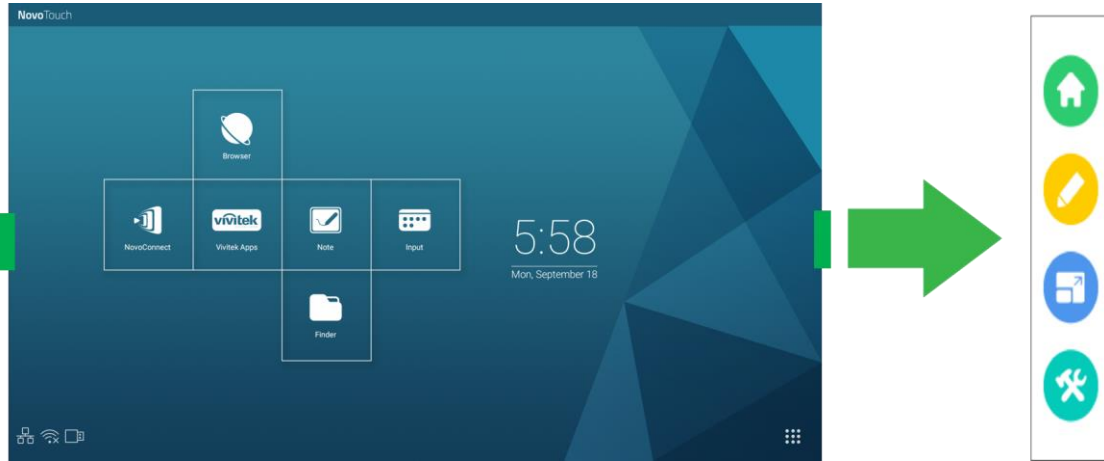 NovoTouch
Browser
NovoConnect
vivitek
Vivitek Apps
Note
Input
5:58
Mon, September 18
Finder